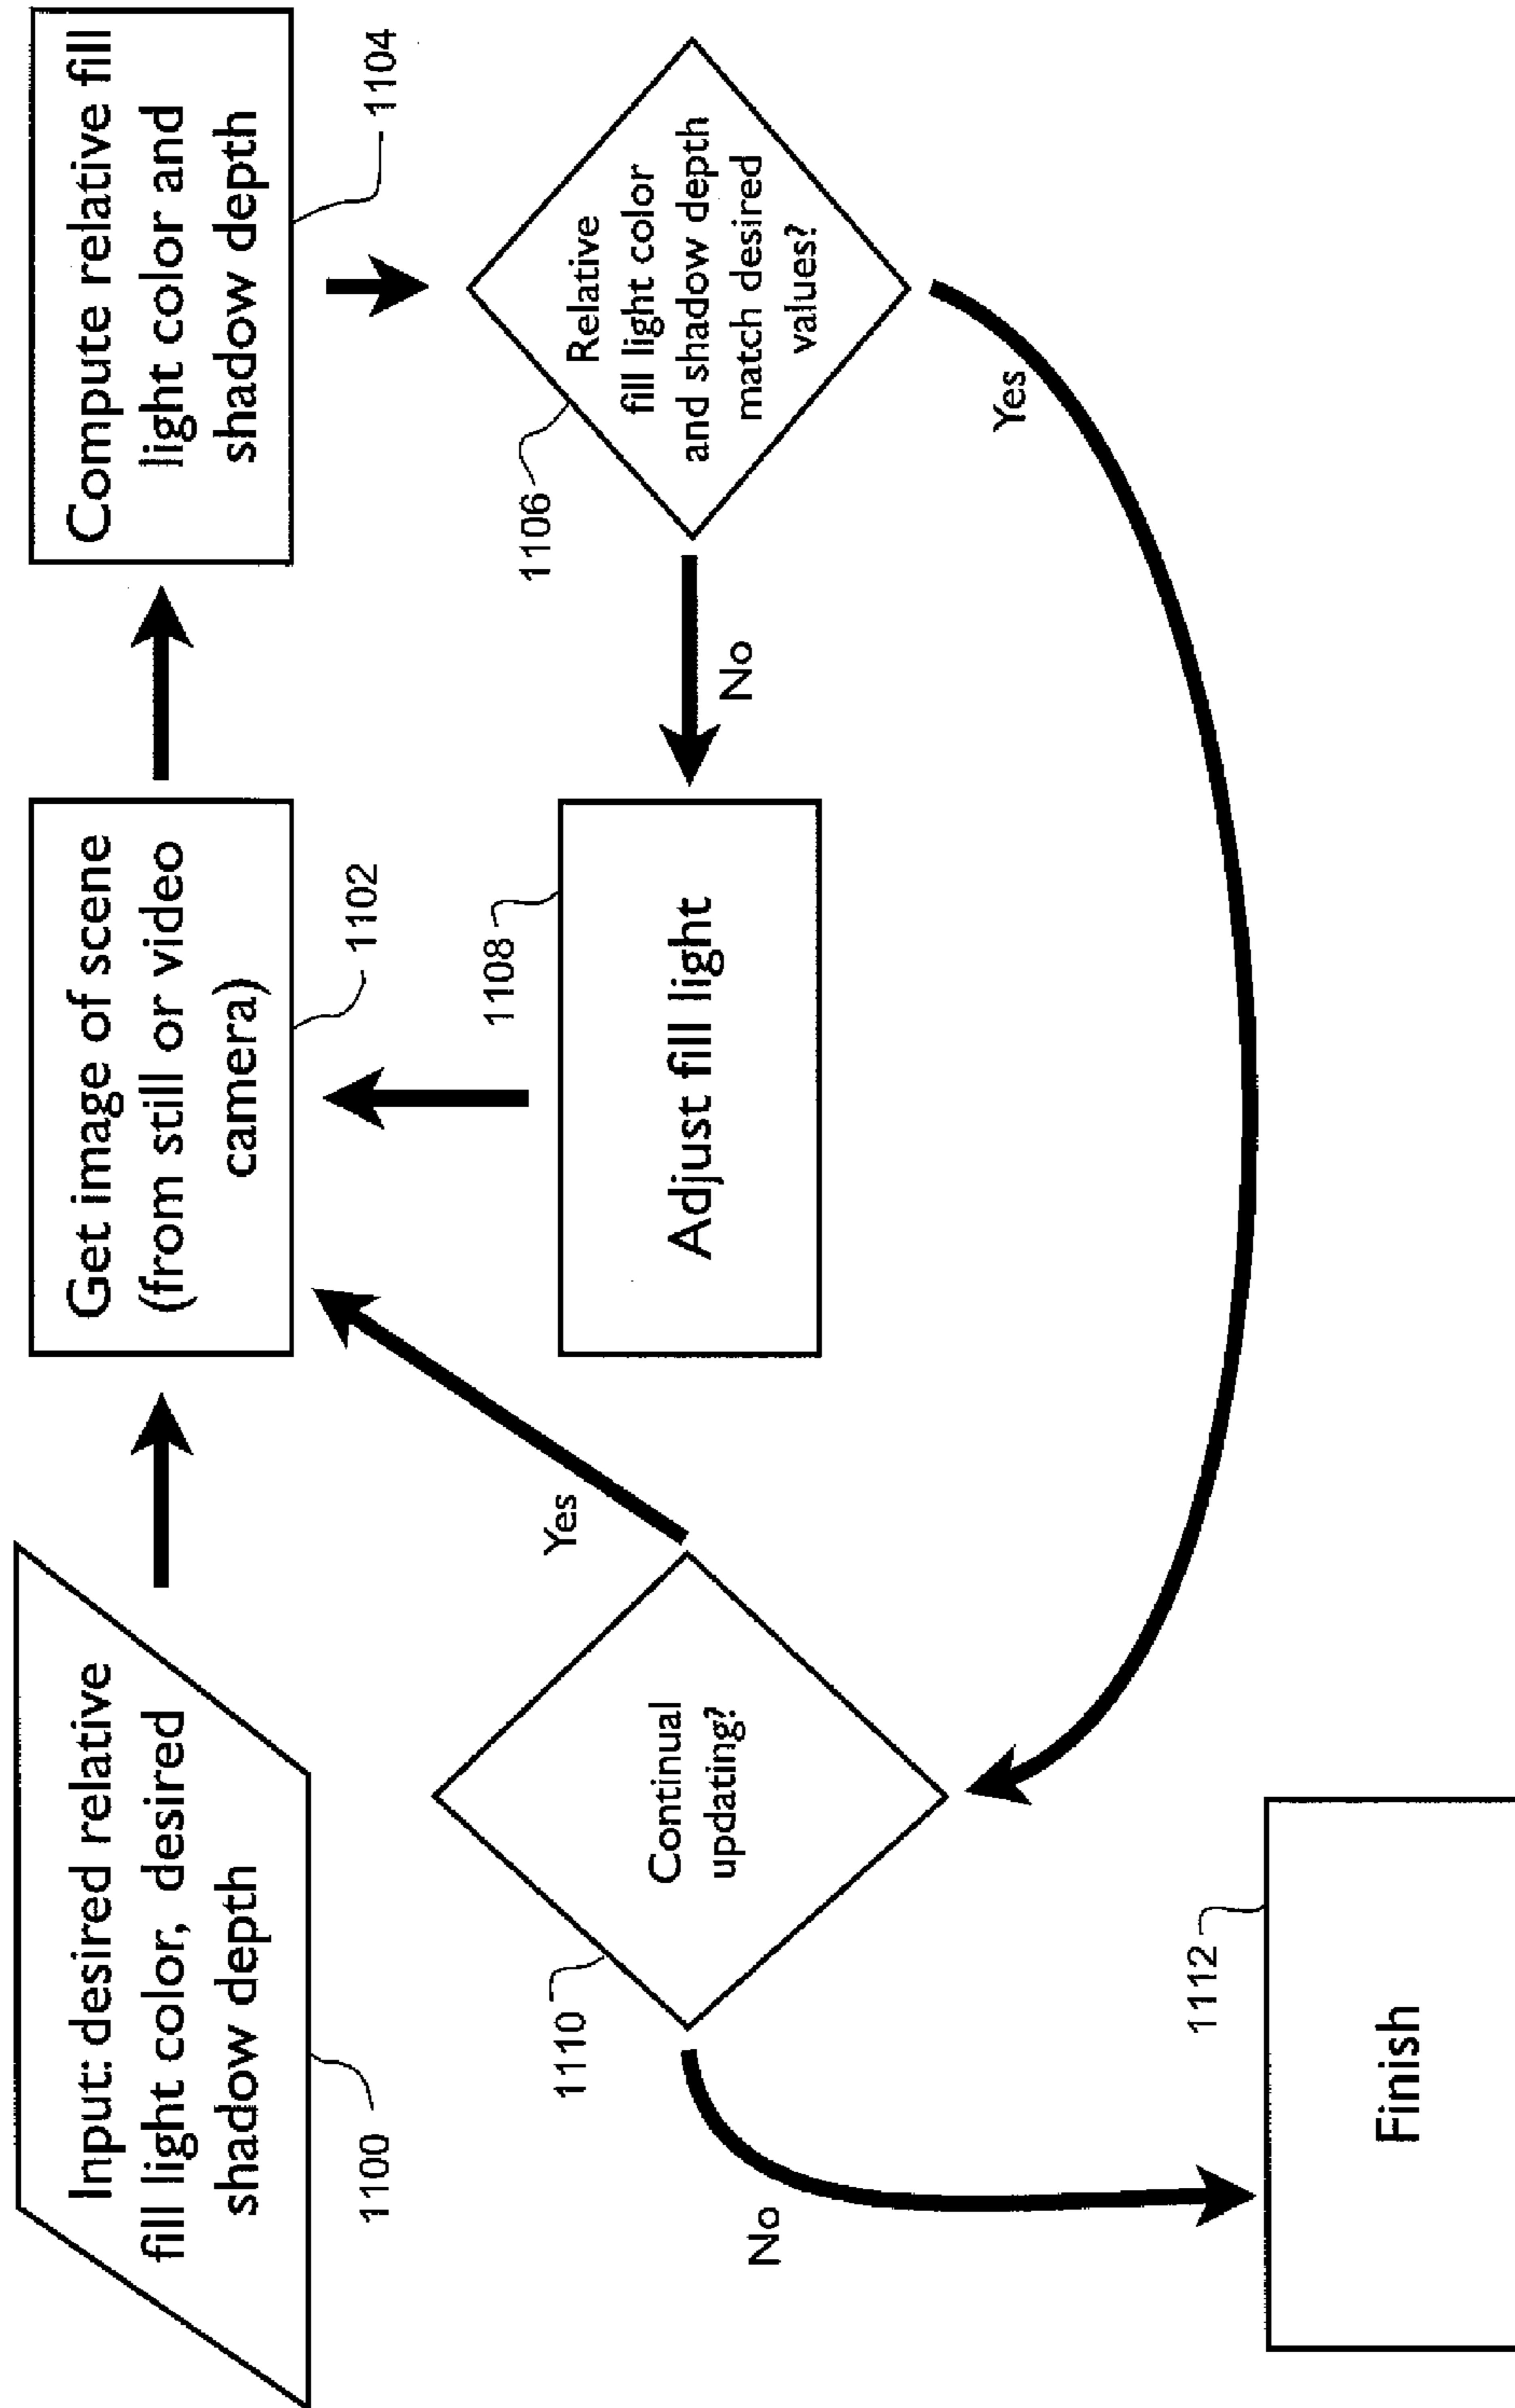 Input: desired relative
fill light color, desired
shadow depth
1100
Get image of scene
(from still or video
camera)
1102
Compute relative fill
light color and
shadow depth
1104
Relative
fill light color
and shadow depth
match desired
values?
1106
No
Yes
Adjust fill light
1108
Continual
updating?
1110
Yes
No
Finish
1112